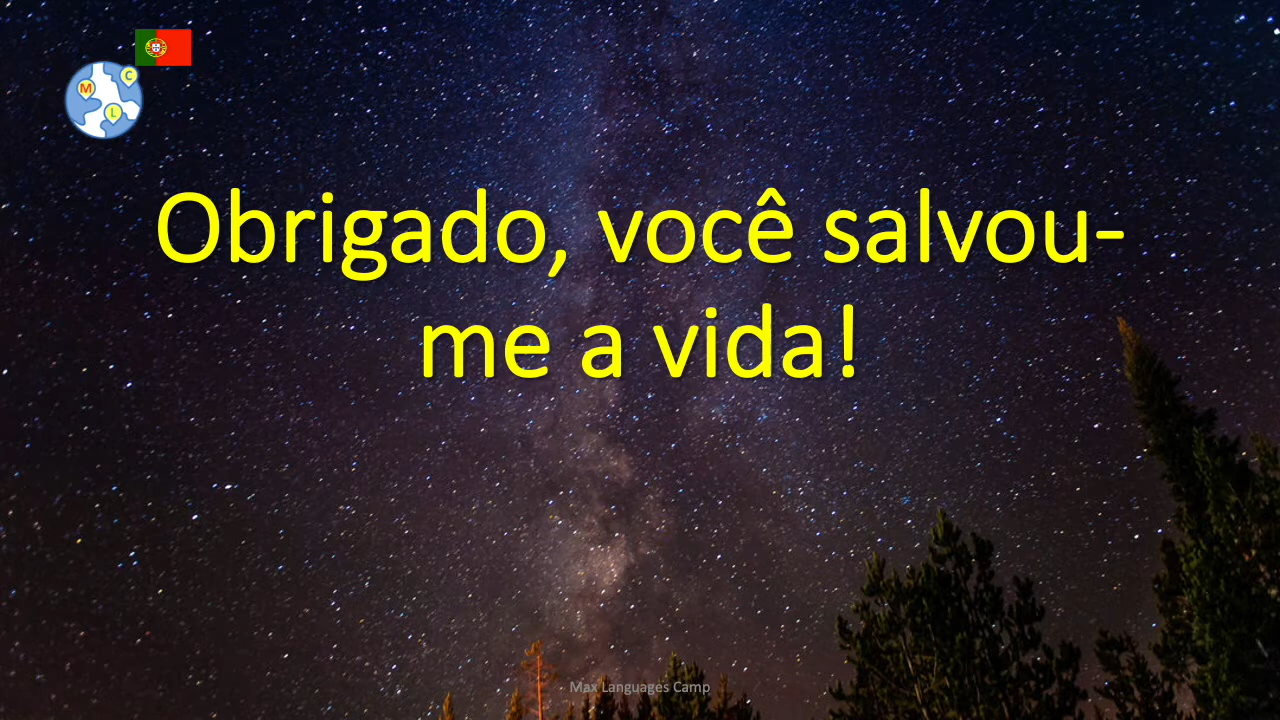 C
M
L
Obrigado, você salvou-
me a vida!
Max Languages Camp